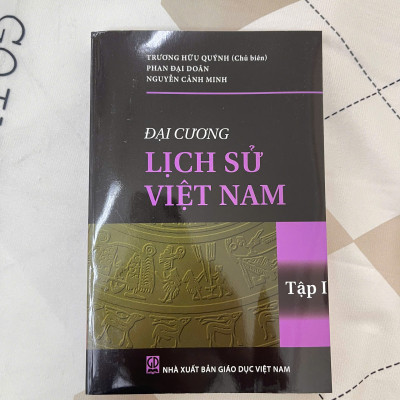 TRƯƠNG HỮU QUÝNH (Chủ biên)
PHAN ĐẠI DOÃN
NGUYỄN CẢNH MINH
ĐẠI CƯƠNG
LỊCH SỬ
VIỆT NAM
Tập I
NHÀ XUẤT BẢN GIÁO DỤC VIỆT NAM